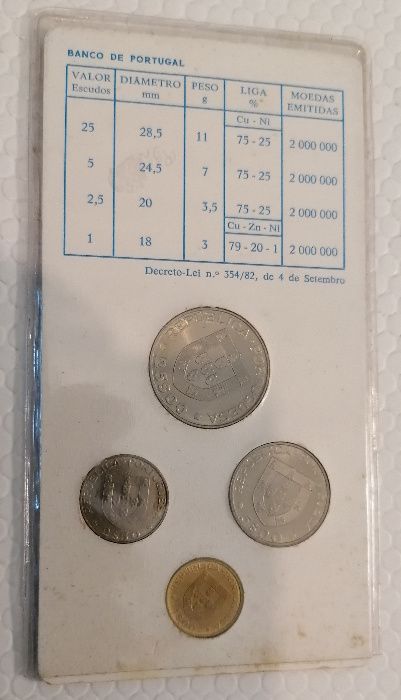 BANCO DE PORTUGAL
VALOR Escudos DIÂMETRO mm PESO g LIGA % MOEDAS EMITIDAS
Cu - Ni
25 28,5 11 75 - 25 2 000 000
5 24,5 7 75 - 25 2 000 000
2,5 20 3,5 75 - 25 2 000 000
Cu - Zn - Ni
1 18 3 79 - 20 - 1 2 000 000
Decreto-Lei n.º 354/82, de 4 de Setembro
REPUBLICA